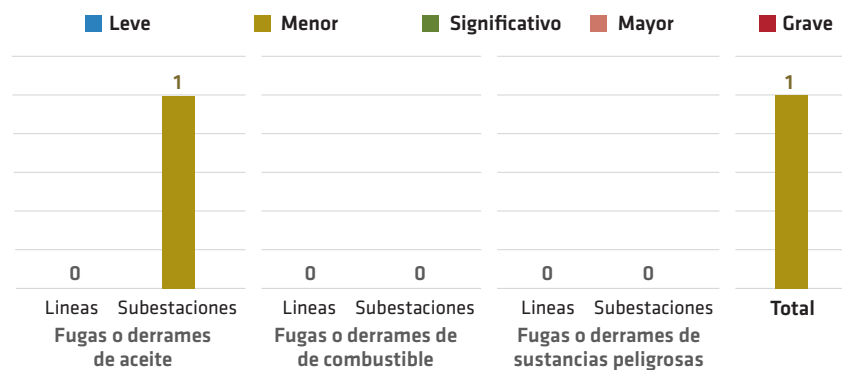 Leve Menor Significativo Mayor Grave
1 1
0 0 0 0 0
Lineas Subestaciones Lineas Subestaciones Lineas Subestaciones Total
Fugas o derrames Fugas o derrames de Fugas o derrames de
de aceite de combustible sustancias peligrosas